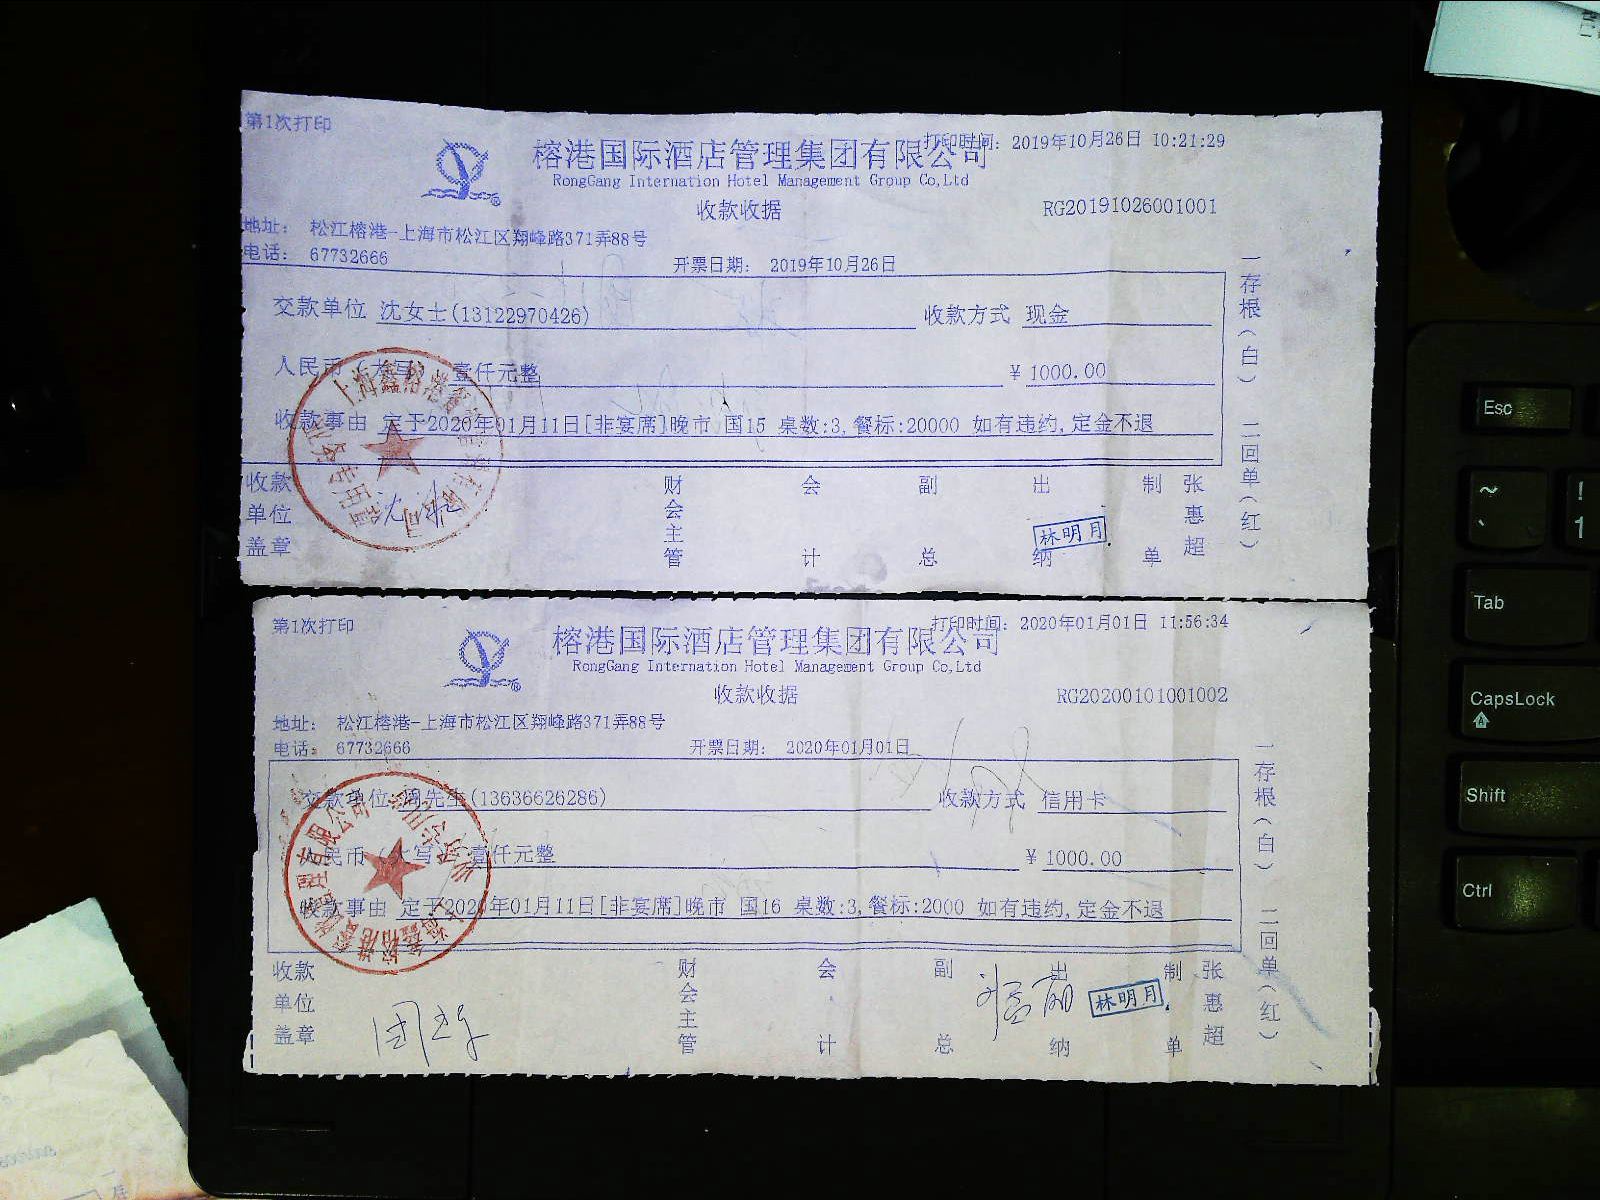 第1次打印
打印时间: 2019年10月26日 10:21:29
榕港国际酒店管理集团有限公司
RongGang Internation Hotel Management Group Co,Ltd
收款收据
RG20191026001001
地址: 松江榕港-上海市松江区翔峰路371弄88号
电话: 67732666
开票日期: 2019年10月26日
交款单位 沈女士(13122970426)
收款方式 现金
人民币（大写） 壹仟元整
¥ 1000.00
收款事由 定于2020年01月11日[非宴席]晚市 国15 桌数:3,餐标:20000 如有违约,定金不退
收款单位盖章
财会主管
会计
副总
出纳
林明月
制单
张惠超
一存根(白)
二回单(红)
第1次打印
打印时间: 2020年01月01日 11:56:34
榕港国际酒店管理集团有限公司
RongGang Internation Hotel Management Group Co,Ltd
收款收据
RG20200101001002
地址: 松江榕港-上海市松江区翔峰路371弄88号
电话: 67732666
开票日期: 2020年01月01日
交款单位 周先生(13636626286)
收款方式 信用卡
人民币（大写） 壹仟元整
¥ 1000.00
收款事由 定于2020年01月11日[非宴席]晚市 国16 桌数:3,餐标:2000 如有违约,定金不退
收款单位盖章
财会主管
会计
副总
出纳
林明月
制单
张惠超
一存根(白)
二回单(红)
Esc
~
`
!
1
Tab
CapsLock
Shift
Ctrl